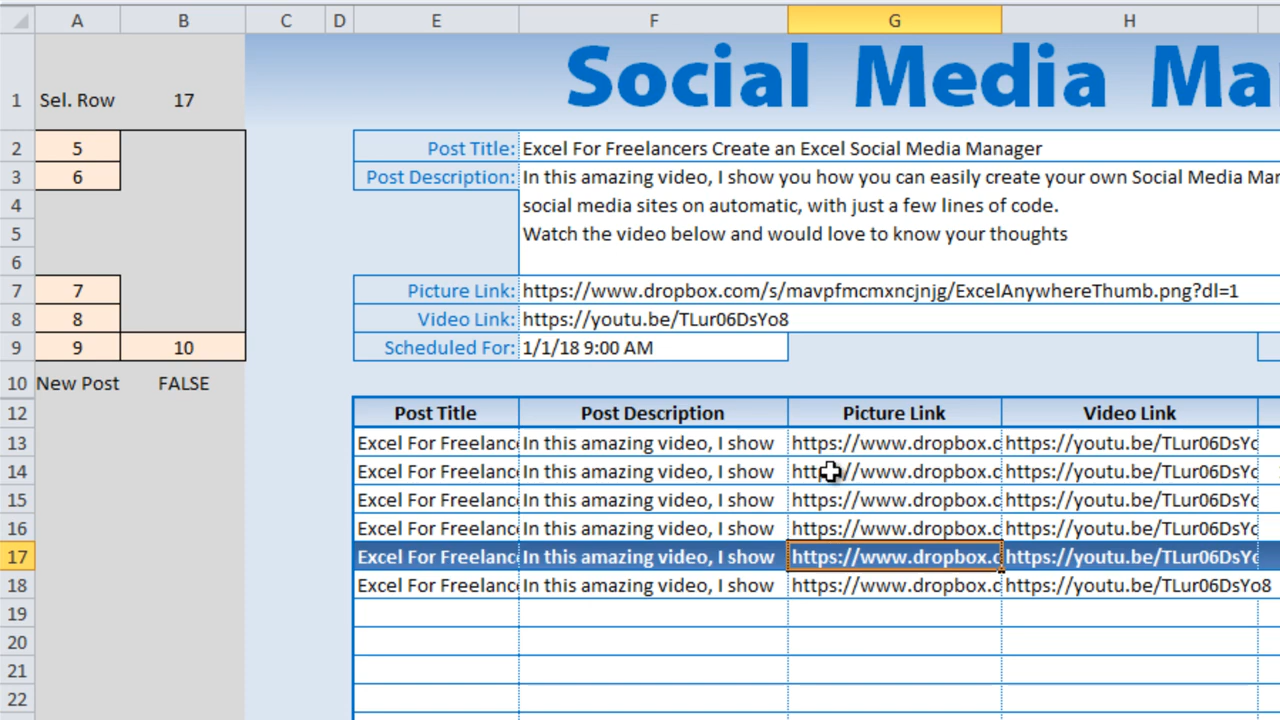 A B C D E F G H
1 Sel. Row 17 Social Media Ma
2 5 Post Title: Excel For Freelancers Create an Excel Social Media Manager
3 6 Post Description: In this amazing video, I show you how you can easily create your own Social Media Man
4 social media sites on automatic, with just a few lines of code.
5 Watch the video below and would love to know your thoughts
6
7 7 Picture Link: https://www.dropbox.com/s/mavpfmcmxncjnjg/ExcelAnywhereThumb.png?dl=1
8 8 Video Link: https://youtu.be/TLur06DsYo8
9 9 10 Scheduled For: 1/1/18 9:00 AM
10 New Post FALSE
12 Post Title Post Description Picture Link Video Link
13 Excel For Freelanc In this amazing video, I show https://www.dropbox.c https://youtu.be/TLur06DsYo
14 Excel For Freelanc In this amazing video, I show https://www.dropbox.c https://youtu.be/TLur06DsYo
15 Excel For Freelanc In this amazing video, I show https://www.dropbox.c https://youtu.be/TLur06DsYo
16 Excel For Freelanc In this amazing video, I show https://www.dropbox.c https://youtu.be/TLur06DsYo
17 Excel For Freelanc In this amazing video, I show https://www.dropbox.c https://youtu.be/TLur06DsYo
18 Excel For Freelanc In this amazing video, I show https://www.dropbox.c https://youtu.be/TLur06DsYo8
19
20
21
22